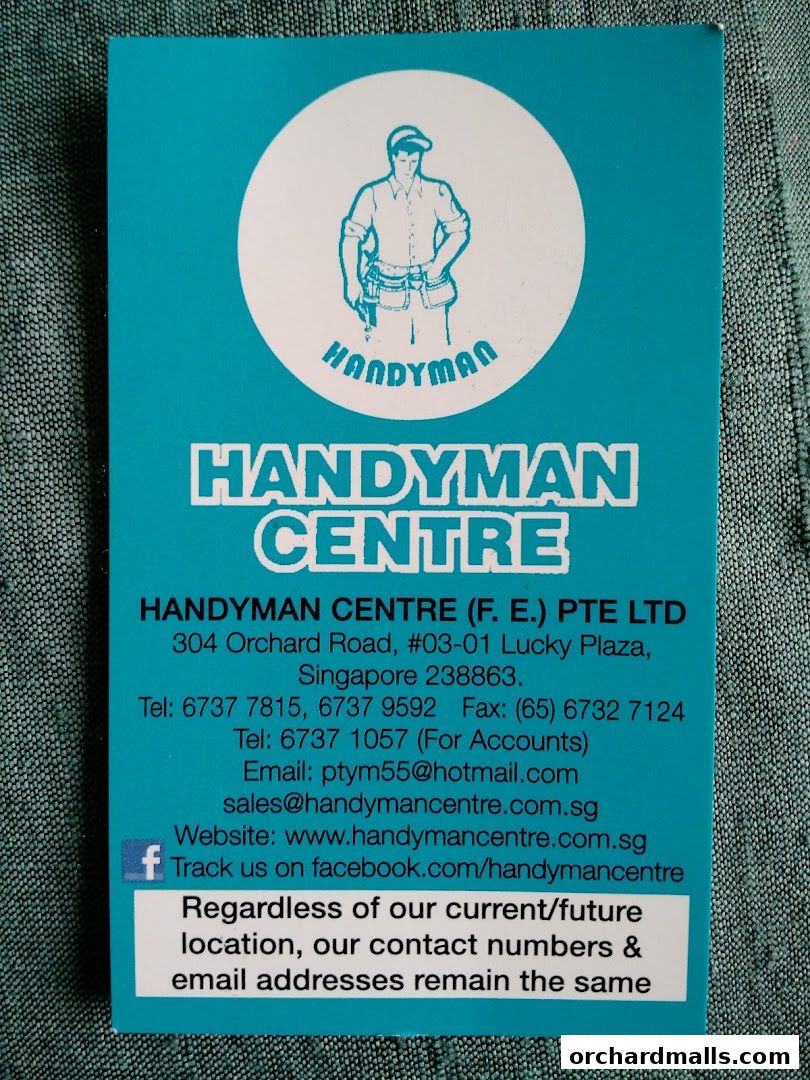 HANDYMAN
HANDYMAN
CENTRE
HANDYMAN CENTRE (F. E.) PTE LTD
304 Orchard Road, #03-01 Lucky Plaza,
Singapore 238863.
Tel: 6737 7815, 6737 9592 Fax: (65) 6732 7124
Tel: 6737 1057 (For Accounts)
Email: ptym55@hotmail.com
sales@handymancentre.com.sg
Website: www.handymancentre.com.sg
f Track us on facebook.com/handymancentre
Regardless of our current/future
location, our contact numbers &
email addresses remain the same
orchardmalls.com